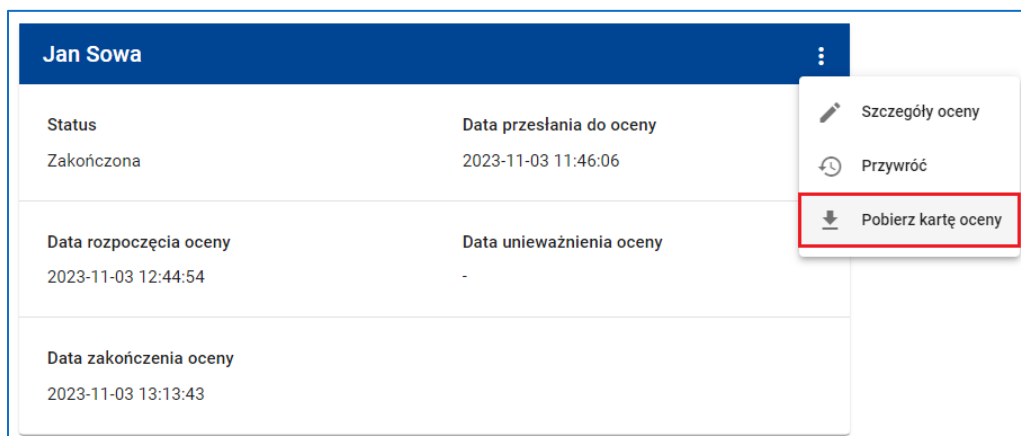 Jan Sowa
Szczegóły oceny
Przywróć
Pobierz kartę oceny
Status
Data przesłania do oceny
Zakończona
2023-11-03 11:46:06
Data rozpoczęcia oceny
Data unieważnienia oceny
2023-11-03 12:44:54
-
Data zakończenia oceny
2023-11-03 13:13:43